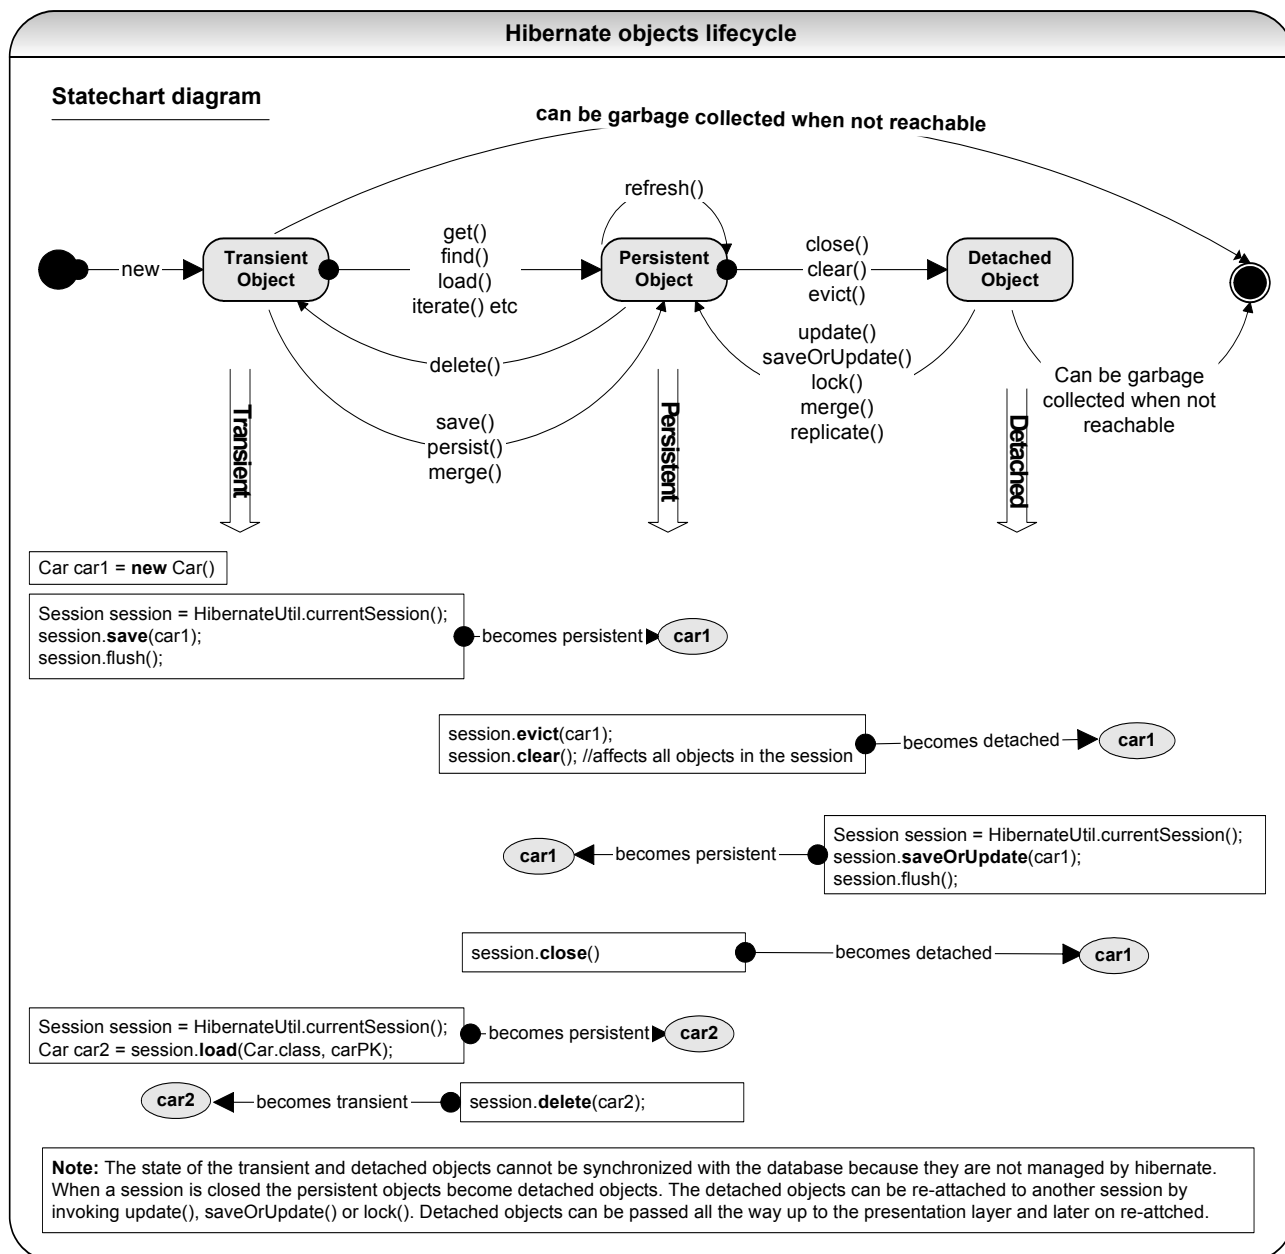 Hibernate objects lifecycle
Statechart diagram
can be garbage collected when not reachable
refresh()
new
Transient
Object
get()
find()
load()
iterate() etc
Persistent
Object
close()
clear()
evict()
Detached
Object
delete()
save()
persist()
merge()
update()
saveOrUpdate()
lock()
merge()
replicate()
Can be garbage
collected when not
reachable
Transient
Persistent
Detached
Car car1 = new Car()
Session session = HibernateUtil.currentSession();
session.save(car1);
session.flush();
becomes persistent
car1
session.evict(car1);
session.clear(); //affects all objects in the session
becomes detached
car1
car1
becomes persistent
Session session = HibernateUtil.currentSession();
session.saveOrUpdate(car1);
session.flush();
session.close()
becomes detached
car1
Session session = HibernateUtil.currentSession();
Car car2 = session.load(Car.class, carPK);
becomes persistent
car2
car2
becomes transient
session.delete(car2);
Note: The state of the transient and detached objects cannot be synchronized with the database because they are not managed by hibernate.
When a session is closed the persistent objects become detached objects. The detached objects can be re-attached to another session by
invoking update(), saveOrUpdate() or lock(). Detached objects can be passed all the way up to the presentation layer and later on re-attched.